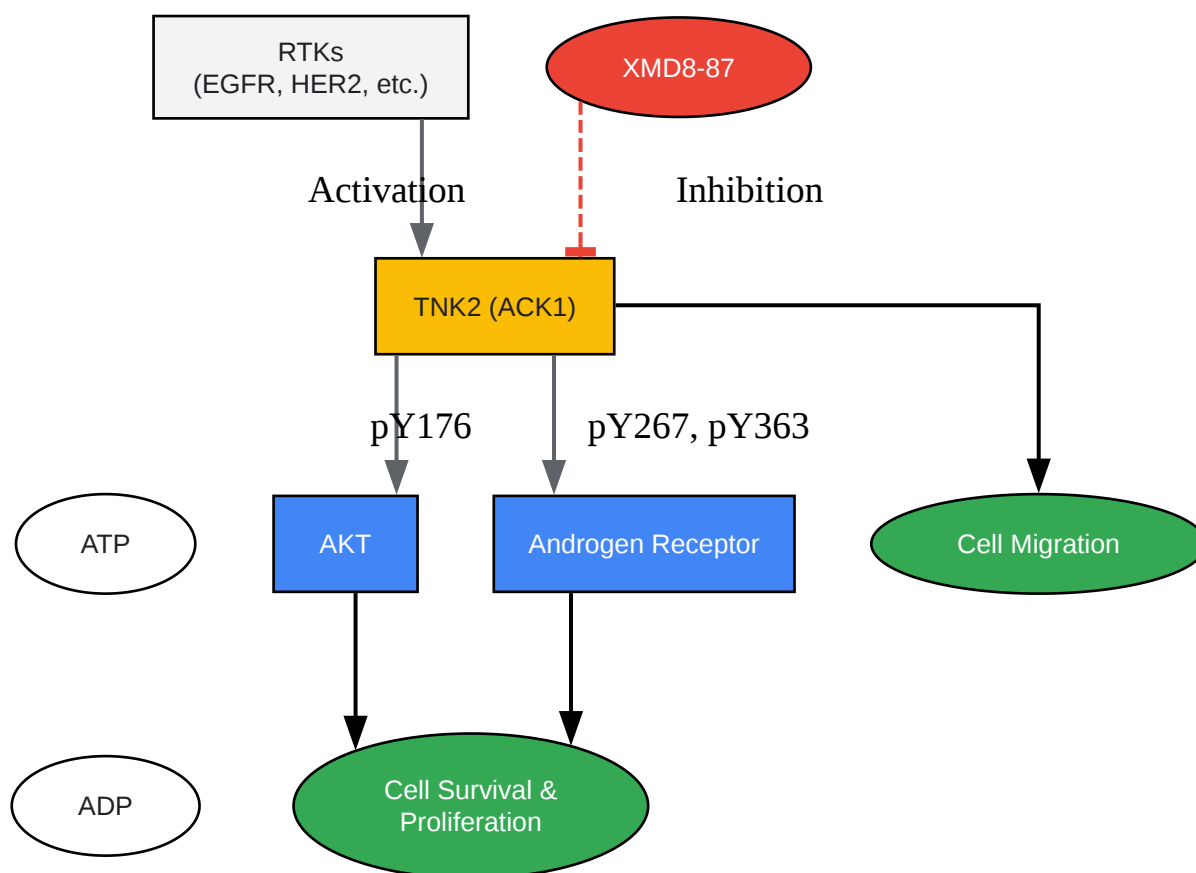 RTKs
(EGFR, HER2, etc.)
XMD8-87
Activation
Inhibition
TNK2 (ACK1)
pY176
pY267, pY363
ATP
AKT
Androgen Receptor
Cell Migration
ADP
Cell Survival &
Proliferation